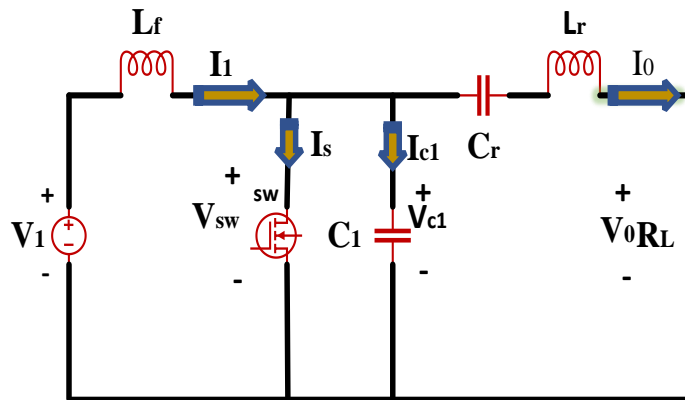 Lf
Lr
I1
I0
Is
Ic1
Cr
+
+
sw
+
+
V1
Vsw
C1
Vc1
V0RL
+
-
-
-
-
-